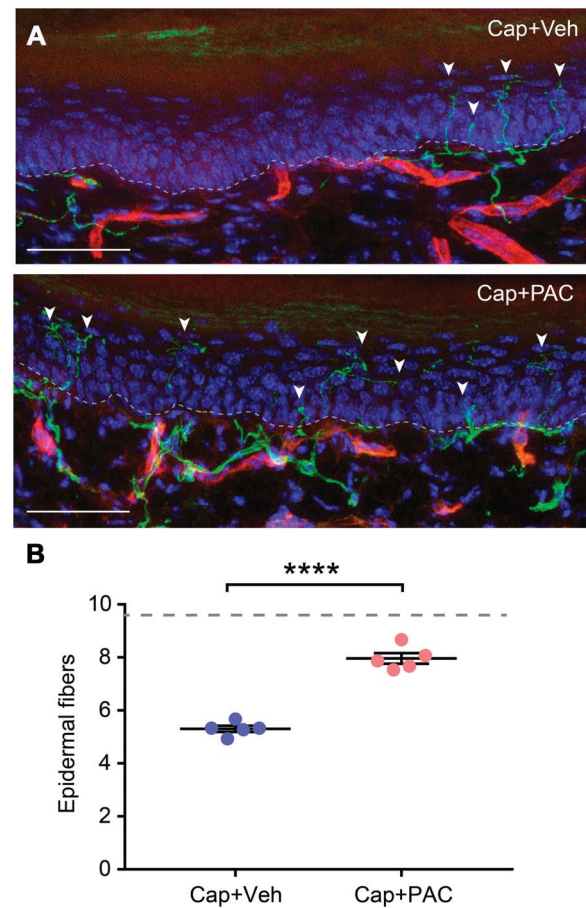 A
Cap+Veh
Cap+PAC
B
****
10
8
6
4
2
0
Epidermal fibers
Cap+Veh
Cap+PAC